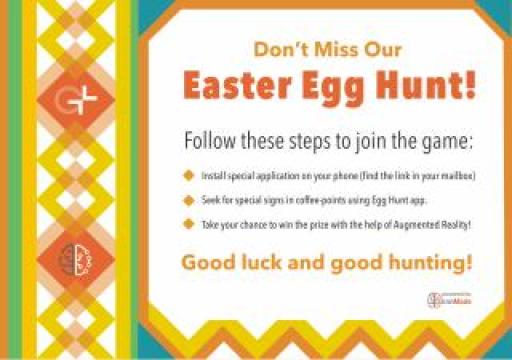 Don't Miss Our
Easter Egg Hunt!
Follow these steps to join the game:
Install special application on your phone (find the link in your mailbox)
Seek for special signs in coffee-points using Egg Hunt app.
Take your chance to win the prize with the help of Augmented Reality!
Good luck and good hunting!